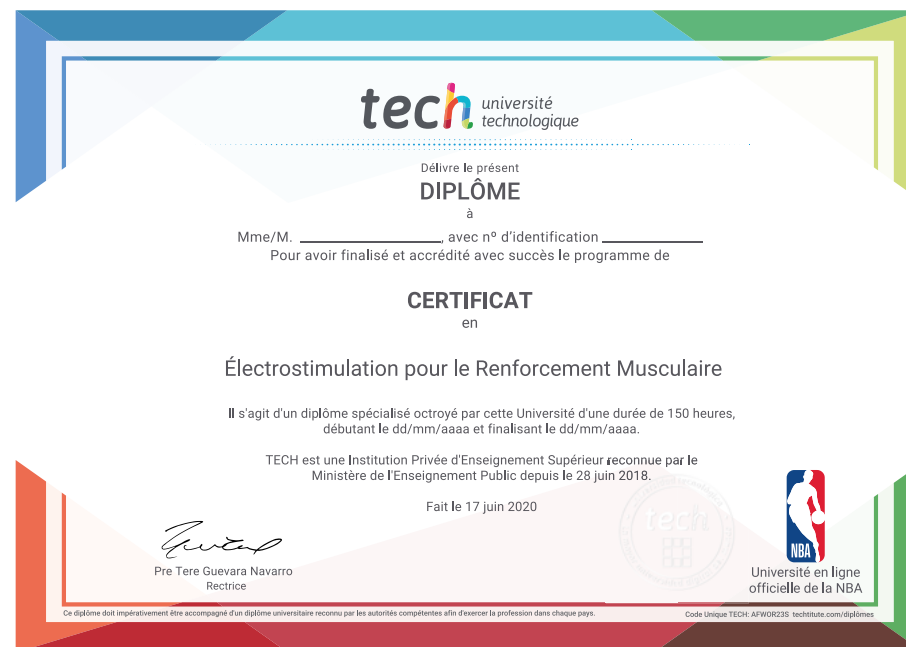 tech université
technologique
Délivre le présent
DIPLÔME
à
Mme/M. ____________________, avec nº d'identification ______________
Pour avoir finalisé et accrédité avec succès le programme de
CERTIFICAT
en
Électrostimulation pour le Renforcement Musculaire
Il s'agit d'un diplôme spécialisé octroyé par cette Université d'une durée de 150 heures,
débutant le dd/mm/aaaa et finalisant le dd/mm/aaaa.
TECH est une Institution Privée d'Enseignement Supérieur reconnue par le
Ministère de l'Enseignement Public depuis le 28 juin 2018.
Fait le 17 juin 2020
tech
Pre Tere Guevara Navarro
Rectrice
NBA
Université en ligne
officielle de la NBA
Ce diplôme doit impérativement être accompagné d'un diplôme universitaire reconnu par les autorités compétentes afin d'exercer la profession dans chaque pays.
Code Unique TECH: AFWOR23S techtitute.com/diplômes